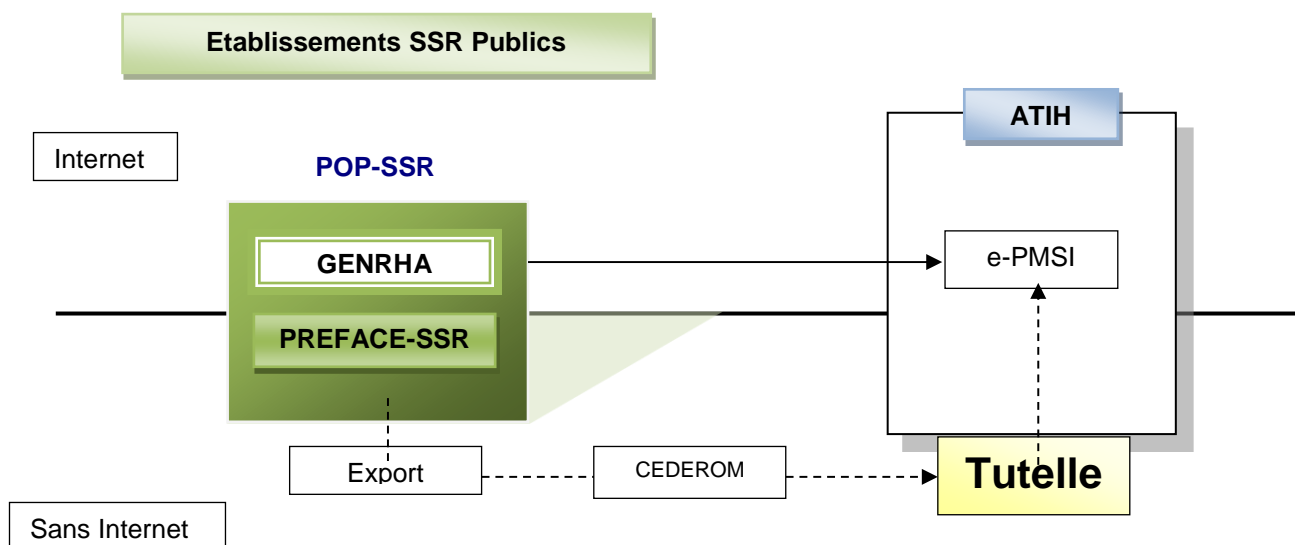 Etablissements SSR Publics
ATIH
Internet
POP-SSR
GENRHA
e-PMSI
PREFACE-SSR
Export
CEDEROM
Tutelle
Sans Internet